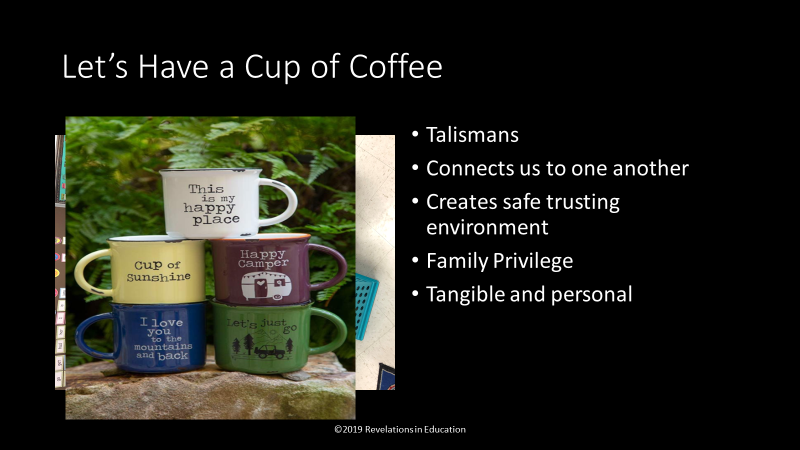 Let's Have a Cup of Coffee
This
is my
happy
place
Cup of
Sunshine
Happy
Camper
I love
you
to the
mountains
and back
Let's just
go
• Talismans
• Connects us to one another
• Creates safe trusting
environment
• Family Privilege
• Tangible and personal
©2019 Revelations in Education